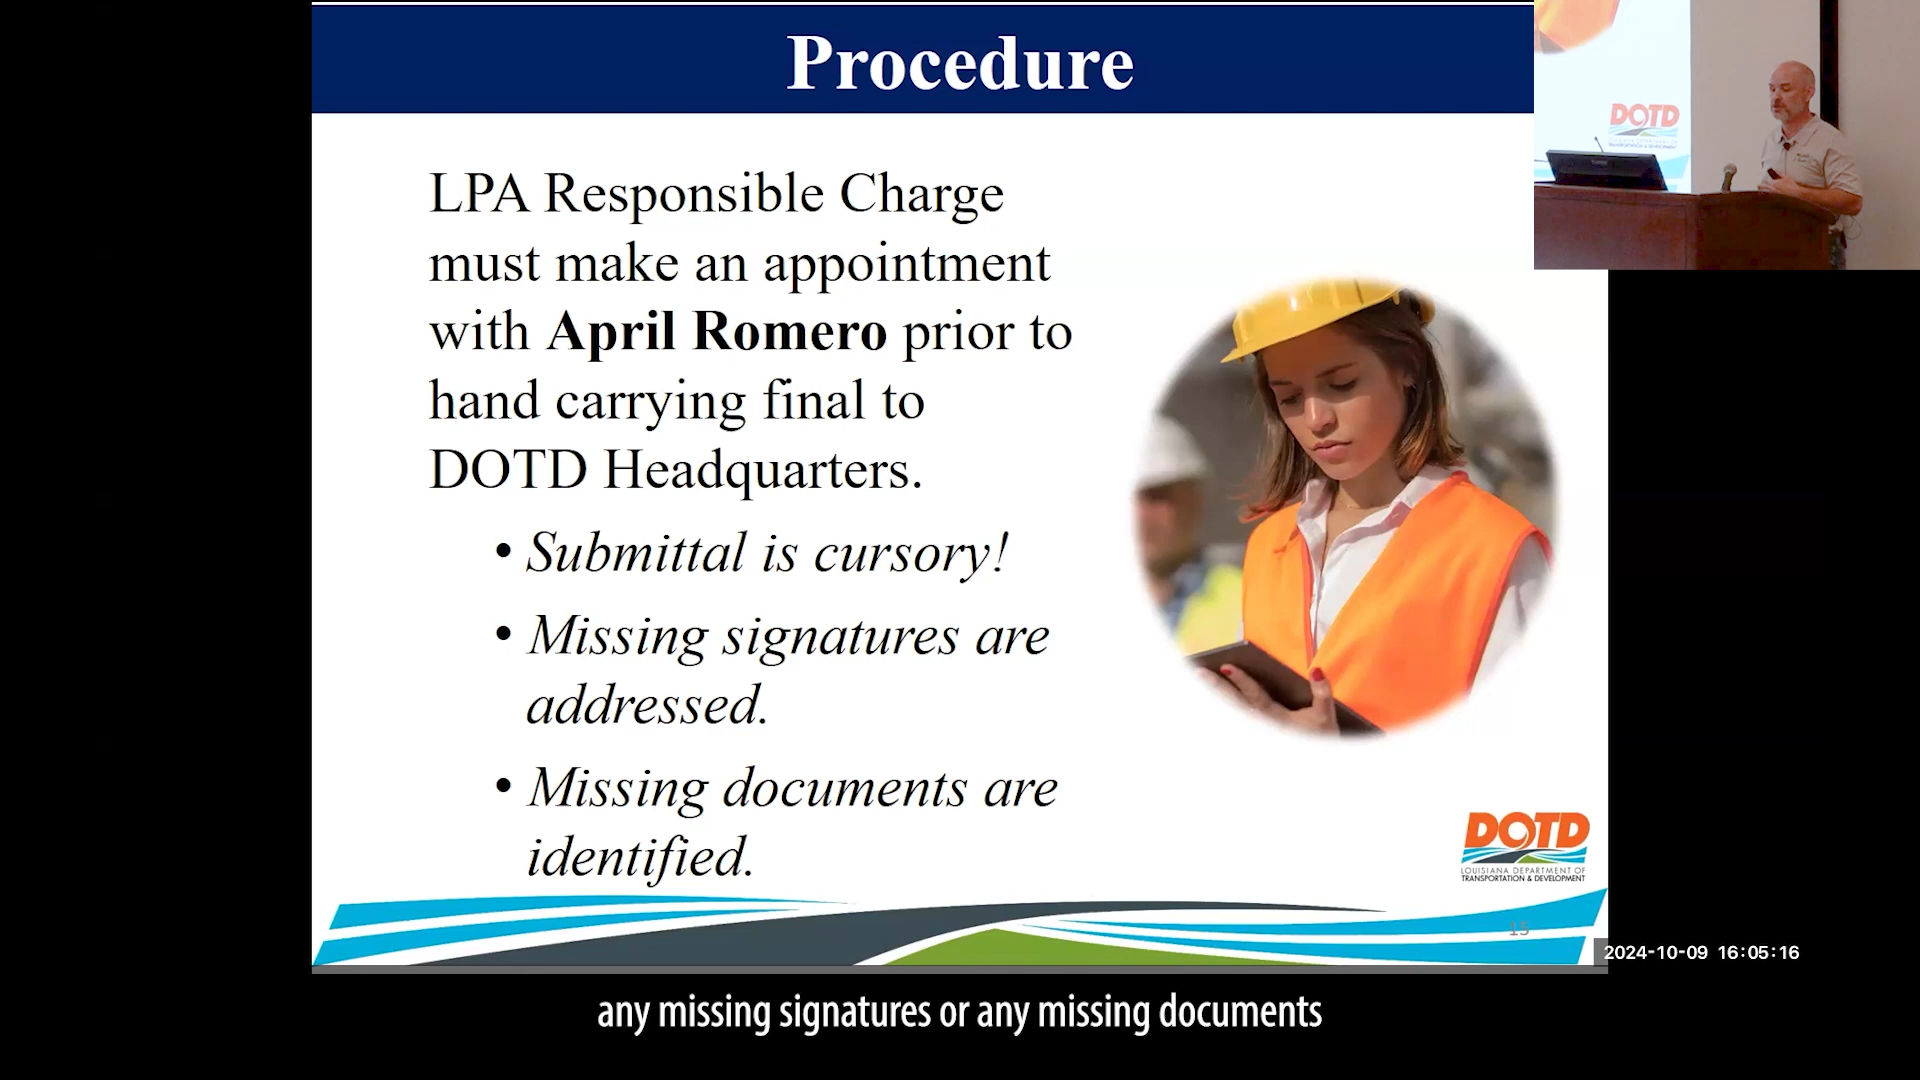 Procedure
LPA Responsible Charge
must make an appointment
with April Romero prior to
hand carrying final to
DOTD Headquarters.
• Submittal is cursory!
• Missing signatures are
addressed.
• Missing documents are
identified.
DOTD
LOUISIANA DEPARTMENT OF
TRANSPORTATION & DEVELOPMENT
15
DOTD
2024-10-09 16:05:16
any missing signatures or any missing documents